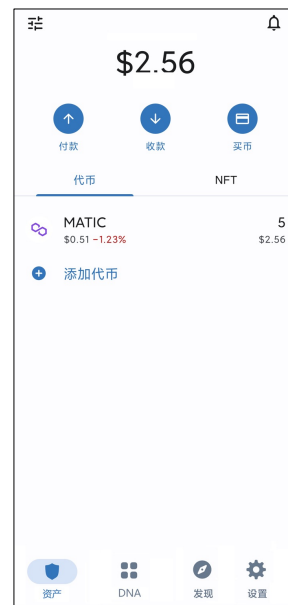 $2.56
付款 收款 买币
代币 NFT
MATIC 5
$0.51 -1.23% $2.56
添加代币
资产 DNA 发现 设置